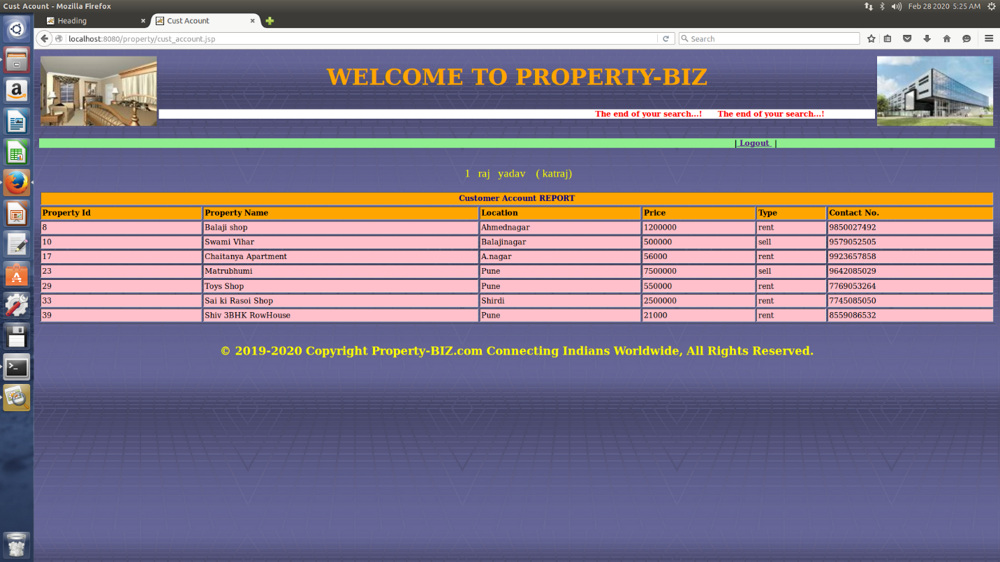 Cust Acount - Mozilla Firefox
Feb 28 2020 5:25 AM
Heading
Cust Acount
localhost:8080/property/cust_account.jsp
Search
WELCOME TO PROPERTY-BIZ
The end of your search...! The end of your search...!
| Logout |
1 raj yadav ( katraj)
Customer Account REPORT
Property Id Property Name Location Price Type Contact No.
8 Balaji shop Ahmednagar 1200000 rent 9850027492
10 Swami Vihar Balajinagar 500000 sell 9579052505
17 Chaitanya Apartment A.nagar 56000 rent 9923657858
23 Matrubhumi Pune 7500000 sell 9642085029
29 Toys Shop Pune 550000 rent 7769053264
33 Sai ki Rasoi Shop Shirdi 2500000 rent 7745085050
39 Shiv 3BHK RowHouse Pune 21000 rent 8559086532
© 2019-2020 Copyright Property-BIZ.com Connecting Indians Worldwide, All Rights Reserved.